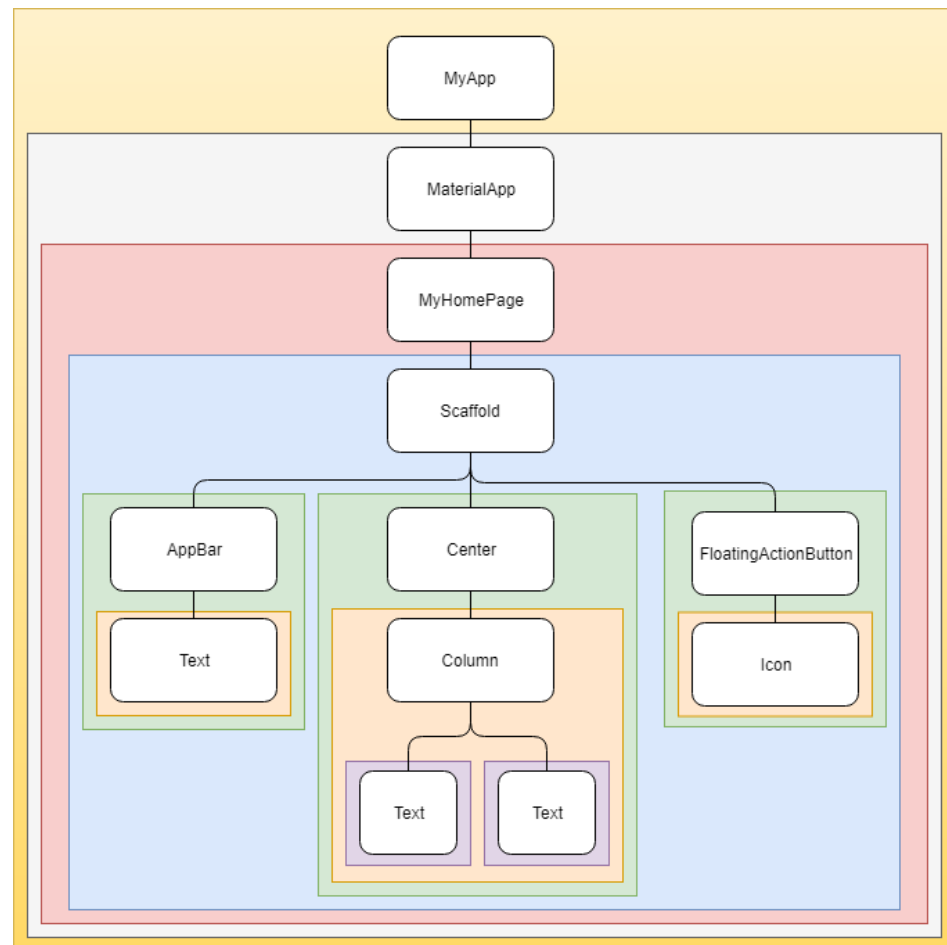 MyApp
MaterialApp
MyHomePage
Scaffold
AppBar
Center
FloatingActionButton
Text
Column
Icon
Text
Text